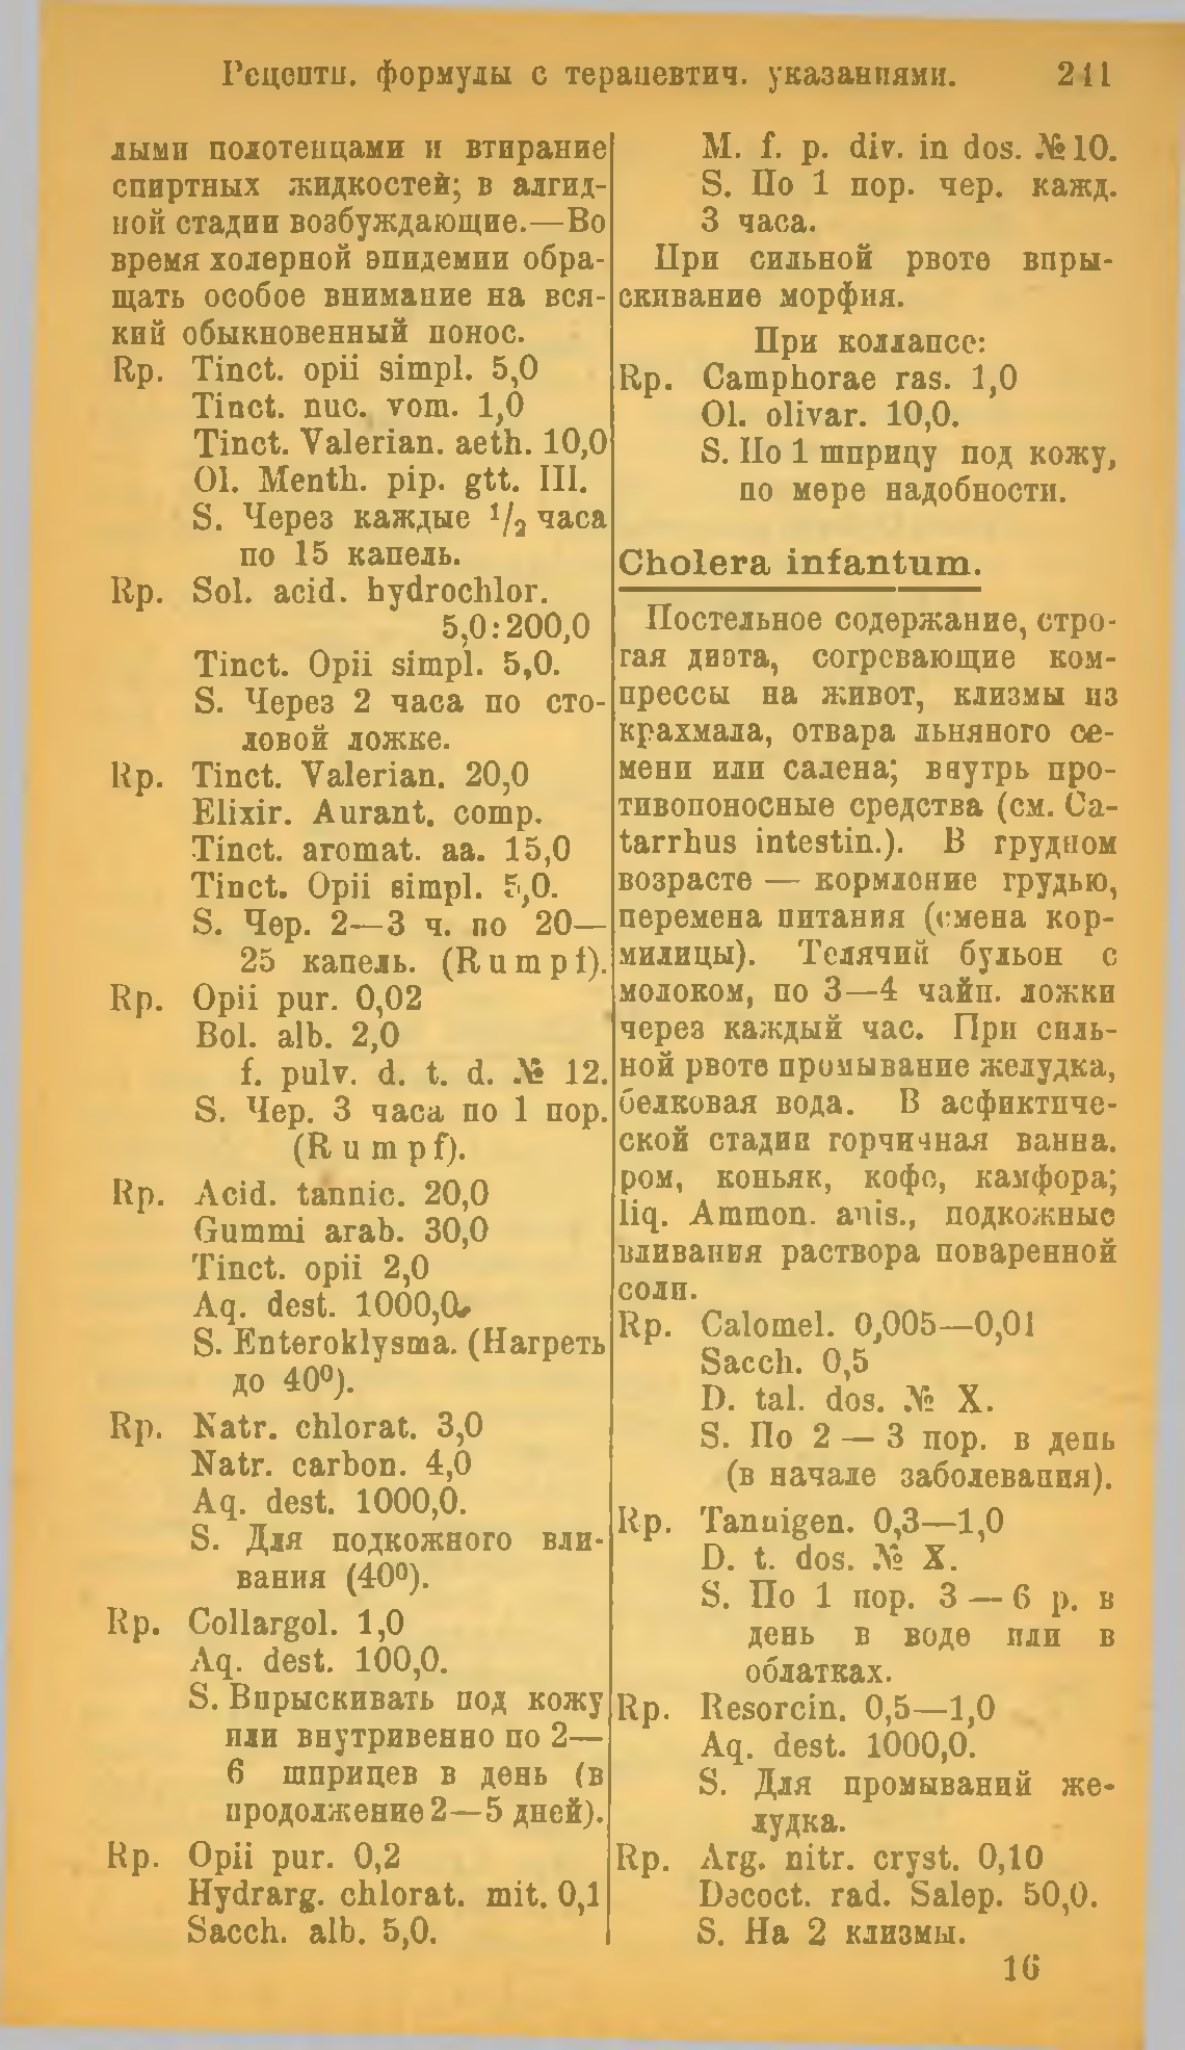 Рецептн. формулы с терапевтич. указаниями. 241
лыми полотенцами и втирание
спиртных жидкостей; в алгид-
ной стадии возбуждающие.—Во
время холерной эпидемии обра-
щать особое внимание на вся-
кий обыкновенный понос.
Rp. Tinct. opii simpl. 5,0
Tinct. nuc. vom. 1,0
Tinct. Valerian. aeth. 10,0
Ol. Menth. pip. gtt. III.
S. Через каждые 1/2 часа
по 15 капель.
Rp. Sol. acid. hydrochlor.
5,0:200,0
Tinct. Opii simpl. 5,0.
S. Через 2 часа по сто-
ловой ложке.
Rp. Tinct. Valerian. 20,0
Elixir. Aurant. comp.
Tinct. aromat. aa. 15,0
Tinct. Opii simpl. 5,0.
S. Чер. 2—3 ч. по 20—
25 капель. (Rumpf).
Rp. Opii pur. 0,02
Bol. alb. 2,0
f. pulv. d. t. d. № 12.
S. Чер. 3 часа по 1 пор.
(Rumpf).
Rp. Acid. tannic. 20,0
Gummi arab. 30,0
Tinct. opii 2,0
Aq. dest. 1000,0.
S. Enteroklysma. (Нагреть
до 40⁰).
Rp. Natr. chlorat. 3,0
Natr. carbon. 4,0
Aq. dest. 1000,0.
S. Для подкожного вли-
вания (40⁰).
Rp. Collargol. 1,0
Aq. dest. 100,0.
S. Впрыскивать под кожу
или внутривенно по 2—
6 шприцев в день (в
продолжение 2—5 дней).
Rp. Opii pur. 0,2
Hydrarg. chlorat. mit. 0,1
Sacch. alb. 5,0.
M. f. p. div. in dos. № 10.
S. По 1 пор. чер. кажд.
3 часа.
При сильной рвоте впры-
скивание морфия.
При коллапсе:
Rp. Camphorae ras. 1,0
Ol. olivar. 10,0.
S. По 1 шприцу под кожу,
по мере надобности.
Cholera infantum.
Постельное содержание, стро-
гая диэта, согревающие ком-
прессы на живот, клизмы из
крахмала, отвара льняного се-
мени или салепа; внутрь про-
тивопоносные средства (см. Ca-
tarrhus intestin.). В грудном
возрасте — кормление грудью,
перемена питания (смена кор-
милицы). Телячий бульон с
молоком, по 3—4 чайн. ложки
через каждый час. При силь-
ной рвоте промывание желудка,
белковая вода. В асфиктиче-
ской стадии горчичная ванна.
ром, коньяк, кофе, камфора;
liq. Ammon. anis., подкожные
вливания раствора поваренной
соли.
Rp. Calomel. 0,005—0,01
Sacch. 0,5
D. tal. dos. № X.
S. По 2 — 3 пор. в день
(в начале заболевания).
Rp. Tannigen. 0,3—1,0
D. t. dos. № X.
S. По 1 пор. 3 — 6 р. в
день в воде или в
облатках.
Rp. Resorcin. 0,5—1,0
Aq. dest. 1000,0.
S. Для промываний же-
лудка.
Rp. Arg. nitr. cryst. 0,10
Decoct. rad. Salep. 50,0.
S. На 2 клизмы.
16